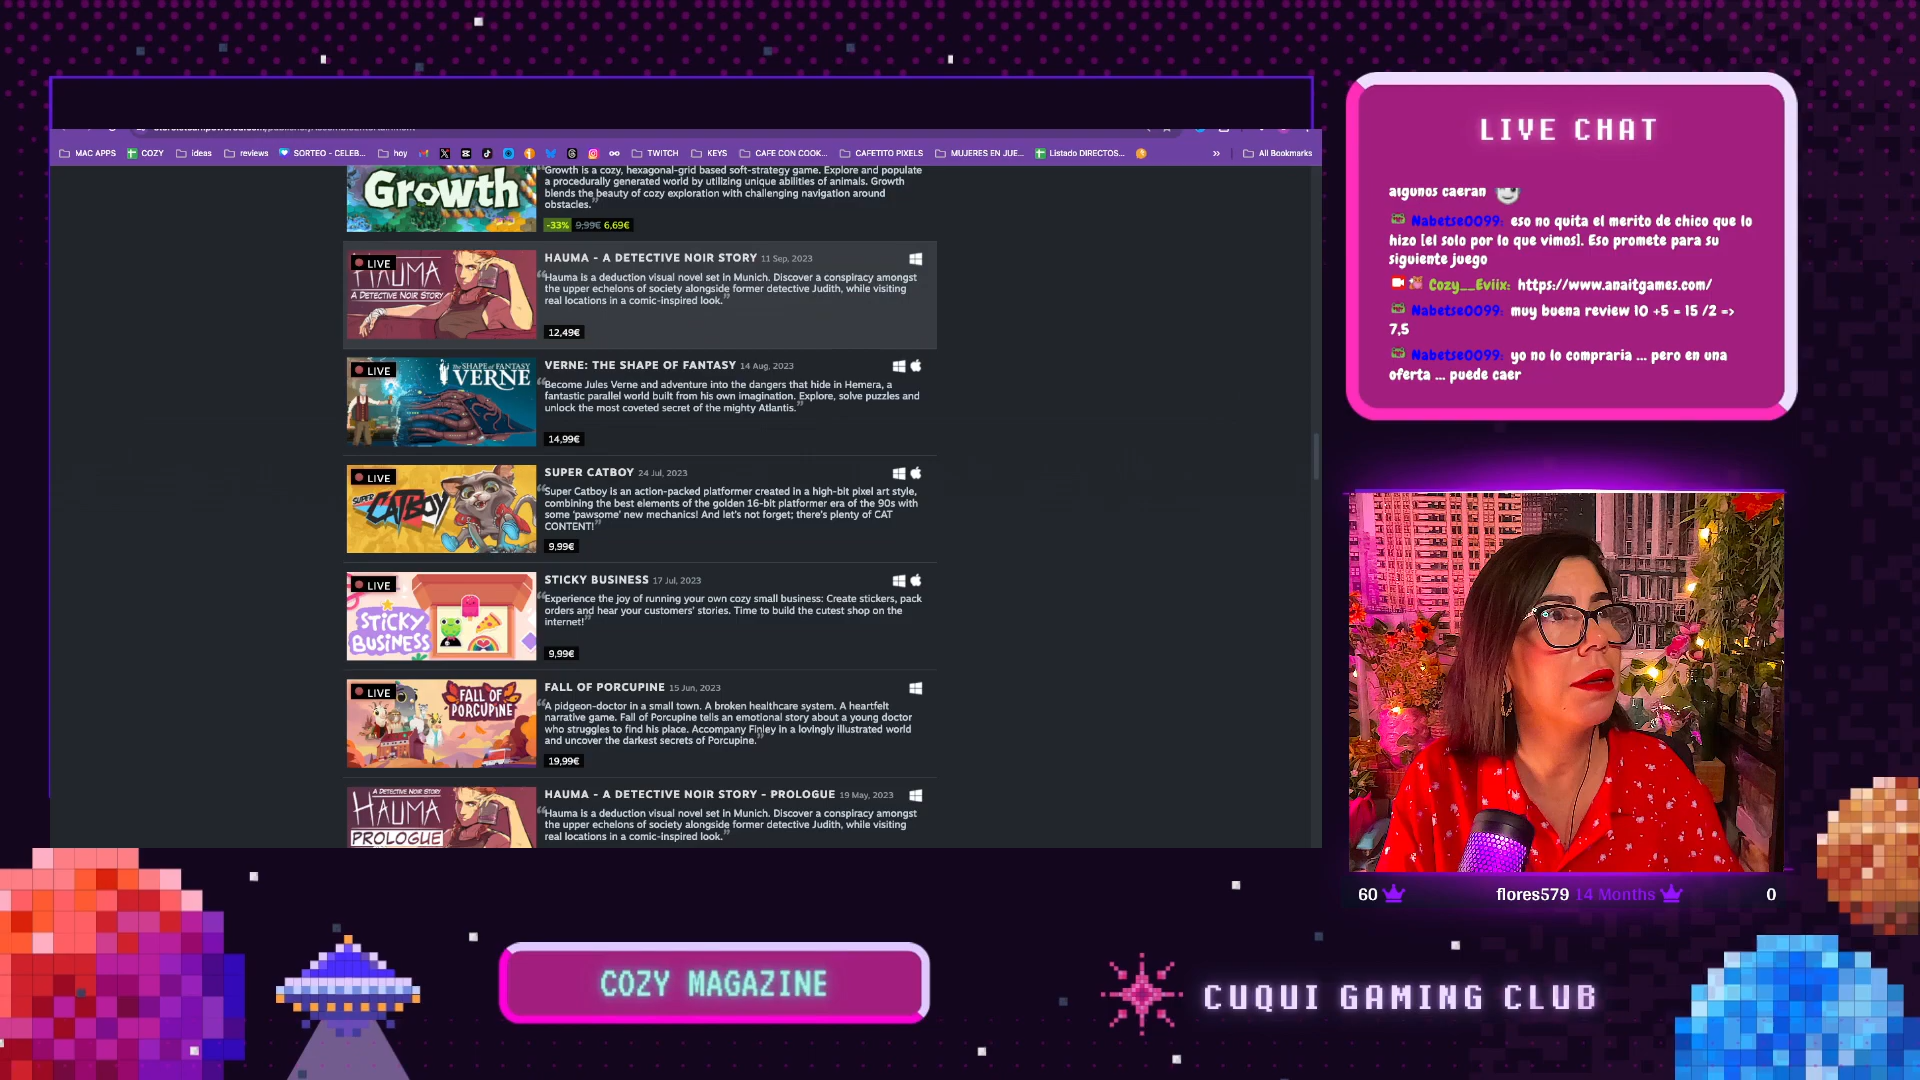 MAC APPS COZY ideas reviews SORTEO - CELEB... hoy TWITCH KEYS CAFE CON COOK... CAFETITO PIXELS MUJERES EN JUE... Listado DIRECTOS... » All Bookmarks
Growth
Growth is a cozy, hexagonal-grid based soft-strategy game. Explore and populate
a procedurally generated world by utilizing unique abilities of animals. Growth
blends the beauty of cozy exploration with challenging navigation around
obstacles.”
-33% 9,99€ 6,69€
LIVE
HAUMA
A DETECTIVE NOIR STORY
HAUMA - A DETECTIVE NOIR STORY 11 Sep, 2023
“Hauma is a deduction visual novel set in Munich. Discover a conspiracy amongst
the upper echelons of society alongside former detective Judith, while visiting
real locations in a comic-inspired look.”
12,49€
LIVE
The SHAPE OF FANTASY
VERNE
VERNE: THE SHAPE OF FANTASY 14 Aug, 2023
“Become Jules Verne and adventure into the dangers that hide in Hemera, a
fantastic parallel world built from his own imagination. Explore, solve puzzles and
unlock the most coveted secret of the mighty Atlantis.”
14,99€
LIVE
SUPER
CATBOY
SUPER CATBOY 24 Jul, 2023
“Super Catboy is an action-packed platformer created in a high-bit pixel art style,
combining the best elements of the golden 16-bit platformer era of the 90s with
some ‘pawsome’ new mechanics! And let’s not forget; there’s plenty of CAT
CONTENT!”
9,99€
LIVE
STICKY
BUSINESS
STICKY BUSINESS 17 Jul, 2023
“Experience the joy of running your own cozy small business: Create stickers, pack
orders and hear your customers’ stories. Time to build the cutest shop on the
internet!”
9,99€
LIVE
FALL OF
PORCUPINE
FALL OF PORCUPINE 15 Jun, 2023
“A pidgeon-doctor in a small town. A broken healthcare system. A heartfelt
narrative game. Fall of Porcupine tells an emotional story about a young doctor
who struggles to find his place. Accompany Finley in a lovingly illustrated world
and uncover the darkest secrets of Porcupine.”
19,99€
A DETECTIVE NOIR STORY
HAUMA
PROLOGUE
HAUMA - A DETECTIVE NOIR STORY - PROLOGUE 19 May, 2023
“Hauma is a deduction visual novel set in Munich. Discover a conspiracy amongst
the upper echelons of society alongside former detective Judith, while visiting
real locations in a comic-inspired look.”
LIVE CHAT
algunos caeran
Nabetse0099: eso no quita el merito de chico que lo
hizo [el solo por lo que vimos]. Eso promete para su
siguiente juego
Cozy__Eviix: https://www.anaitgames.com/
Nabetse0099: muy buena review 10 +5 = 15 /2 =>
7,5
Nabetse0099: yo no lo compraria ... pero en una
oferta ... puede caer
60 flores579 14 Months 0
COZY MAGAZINE
CUQUI GAMING CLUB